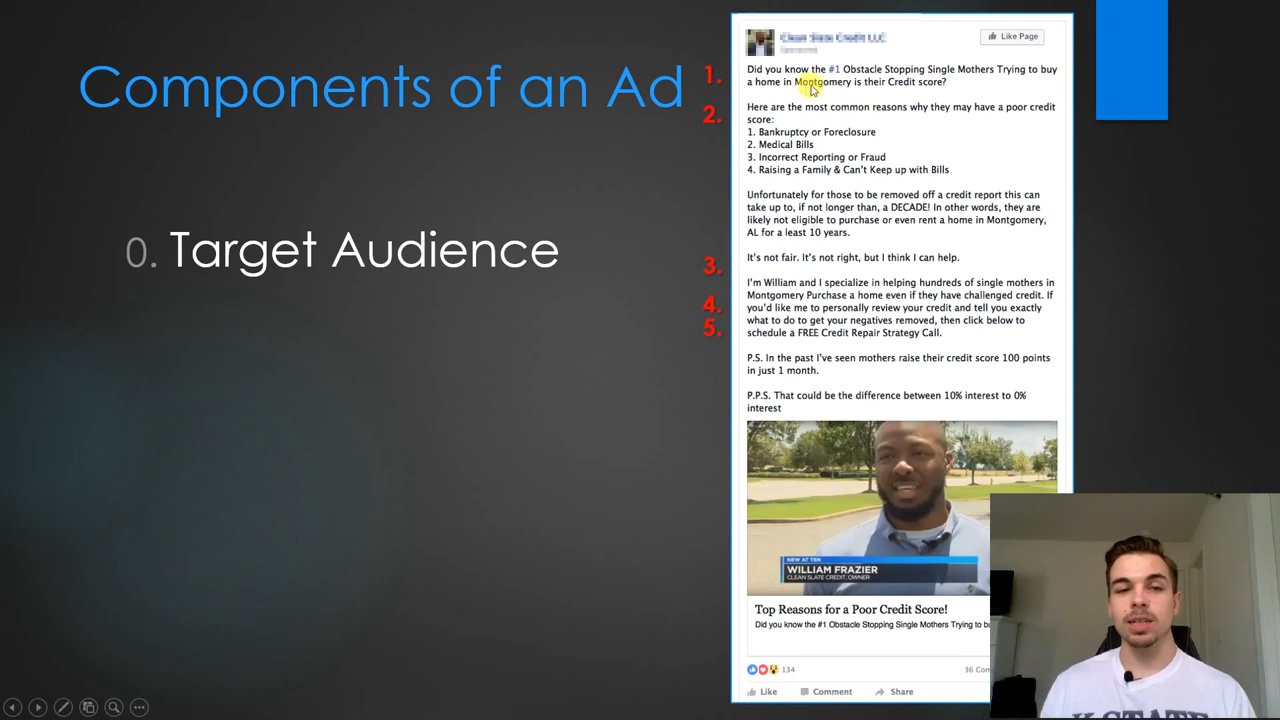 Components of an Ad
0. Target Audience
1.
2.
3.
4.
5.
Clean Slate Credit LLC
Like Page
Did you know the #1 Obstacle Stopping Single Mothers Trying to buy
a home in Montgomery is their Credit score?
Here are the most common reasons why they may have a poor credit
score:
1. Bankruptcy or Foreclosure
2. Medical Bills
3. Incorrect Reporting or Fraud
4. Raising a Family & Can't Keep up with Bills
Unfortunately for those to be removed off a credit report this can
take up to, if not longer than, a DECADE! In other words, they are
likely not eligible to purchase or even rent a home in Montgomery,
AL for a least 10 years.
It's not fair. It's not right, but I think I can help.
I'm William and I specialize in helping hundreds of single mothers in
Montgomery Purchase a home even if they have challenged credit. If
you'd like me to personally review your credit and tell you exactly
what to do to get your negatives removed, then click below to
schedule a FREE Credit Repair Strategy Call.
P.S. In the past I've seen mothers raise their credit score 100 points
in just 1 month.
P.P.S. That could be the difference between 10% interest to 0%
interest
NEW AT TEN
WILLIAM FRAZIER
CLEAN SLATE CREDIT, OWNER
Top Reasons for a Poor Credit Score!
Did you know the #1 Obstacle Stopping Single Mothers Trying to
134
36
Like
Comment
Share
K-STATE